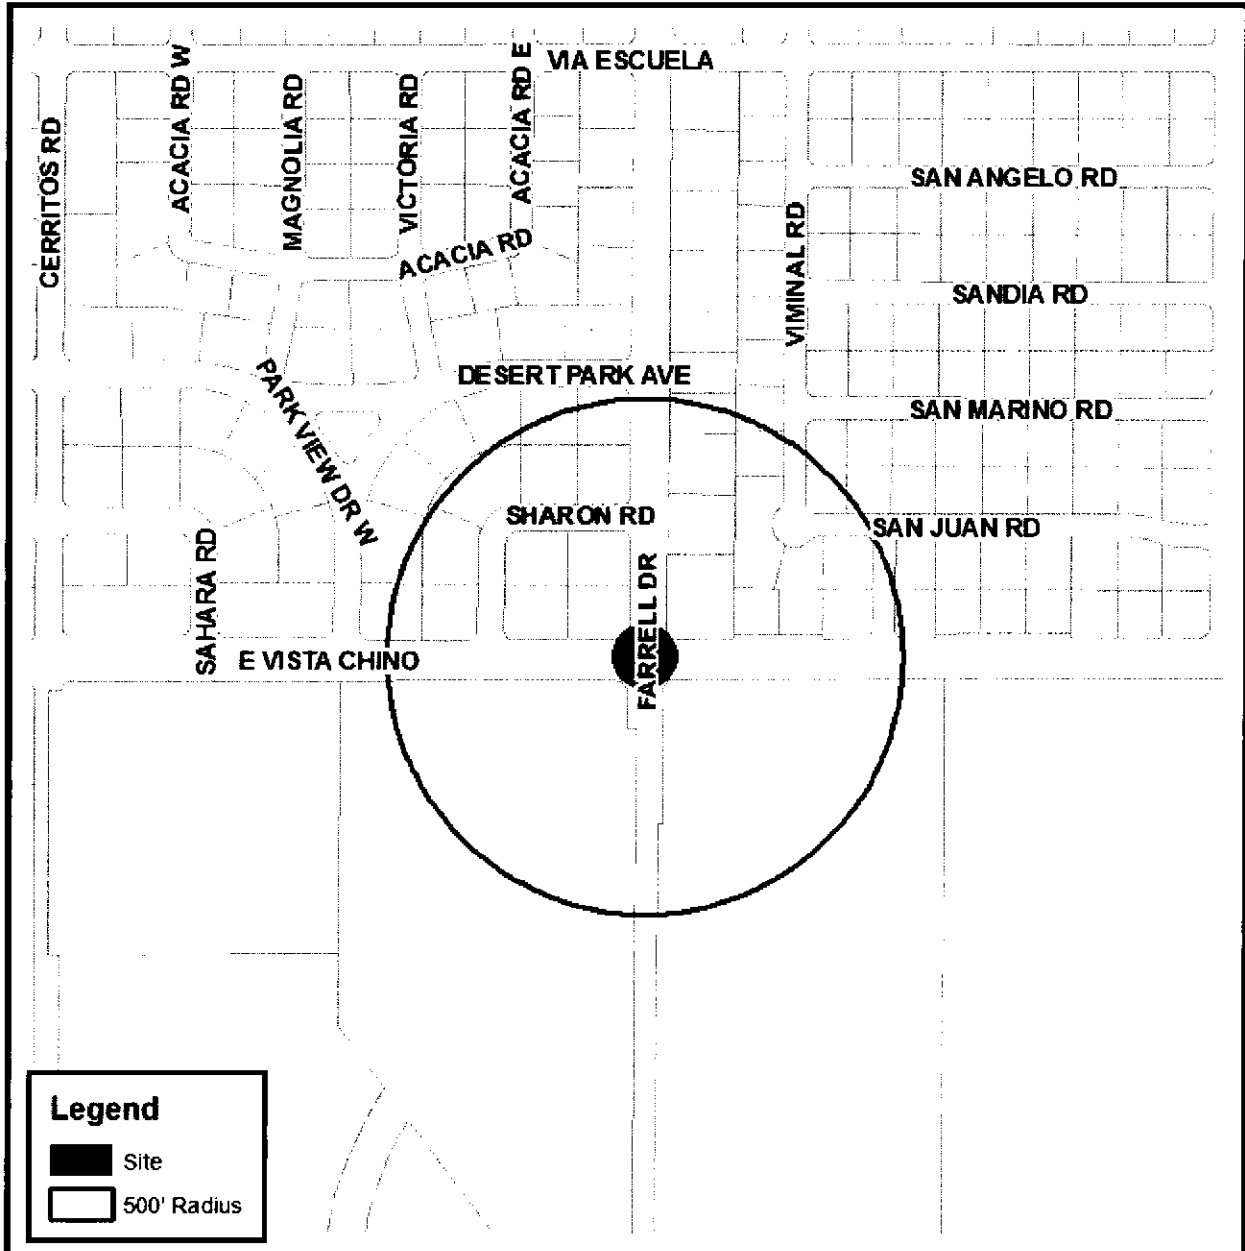 VIA ESCUELA
ACACIA RD W
MAGNOLIA RD
VICTORIA RD
ACACIA RD E
CERRITOS RD
SAN ANGELO RD
VIMINAL RD
ACACIA RD
SANDIA RD
DESERT PARK AVE
PARK VIEW DR W
SAN MARINO RD
SHARON RD
SAN JUAN RD
SAHARA RD
FARRELL DR
E VISTA CHINO
Legend
Site
500' Radius